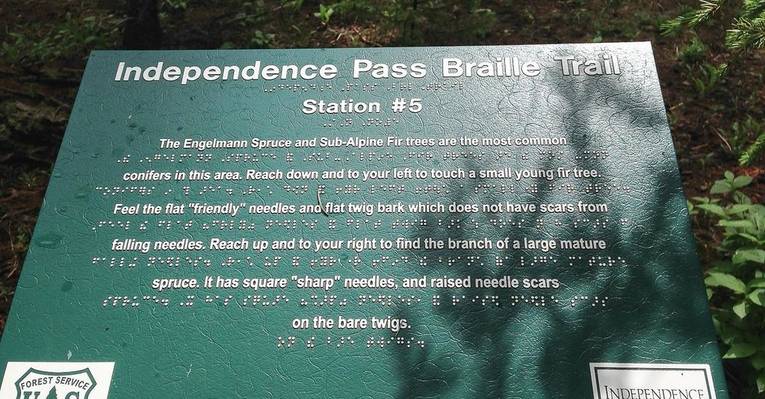 Independence Pass Braille Trail
Station #5
The Engelmann Spruce and Sub-Alpine Fir trees are the most common
conifers in this area. Reach down and to your left to touch a small young fir tree.
Feel the flat "friendly" needles and flat twig bark which does not have scars from
falling needles. Reach up and to your right to find the branch of a large mature
spruce. It has square "sharp" needles, and raised needle scars
on the bare twigs.
FOREST SERVICE
U S
INDEPENDENCE